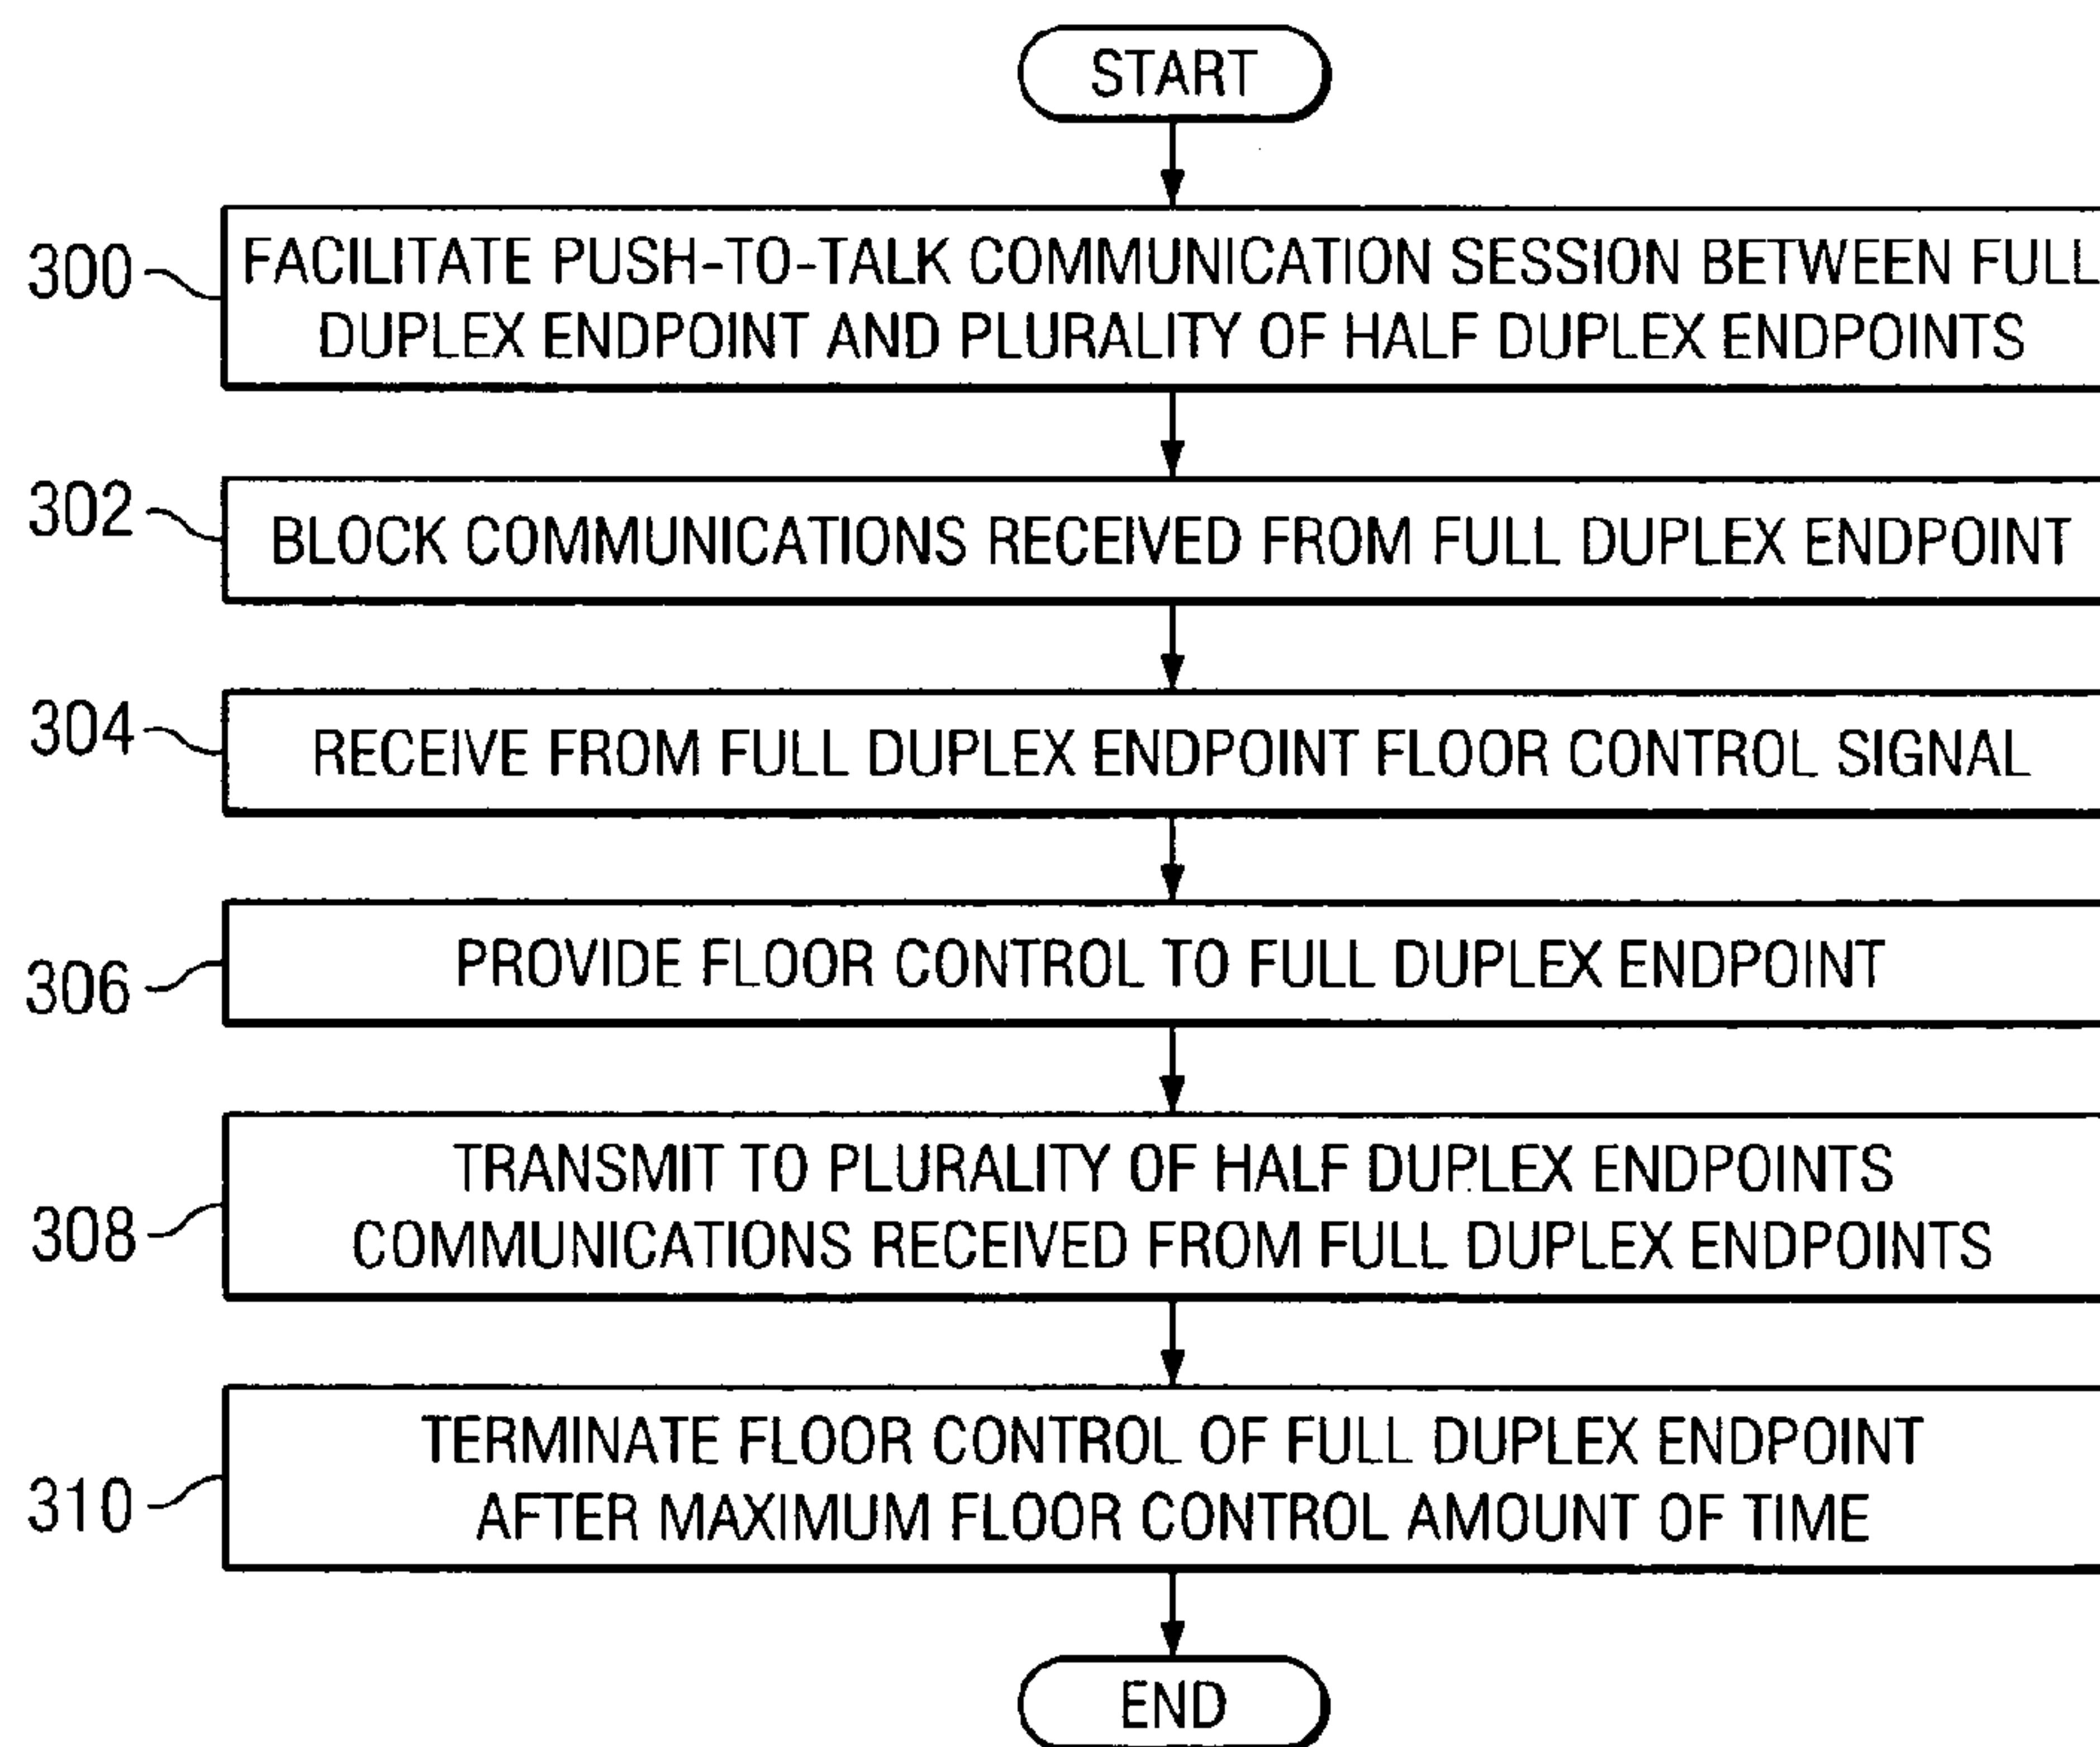 START
300
FACILITATE PUSH-TO-TALK COMMUNICATION SESSION BETWEEN FULL
DUPLEX ENDPOINT AND PLURALITY OF HALF DUPLEX ENDPOINTS
302
BLOCK COMMUNICATIONS RECEIVED FROM FULL DUPLEX ENDPOINT
304
RECEIVE FROM FULL DUPLEX ENDPOINT FLOOR CONTROL SIGNAL
306
PROVIDE FLOOR CONTROL TO FULL DUPLEX ENDPOINT
308
TRANSMIT TO PLURALITY OF HALF DUPLEX ENDPOINTS
COMMUNICATIONS RECEIVED FROM FULL DUPLEX ENDPOINTS
310
TERMINATE FLOOR CONTROL OF FULL DUPLEX ENDPOINT
AFTER MAXIMUM FLOOR CONTROL AMOUNT OF TIME
END